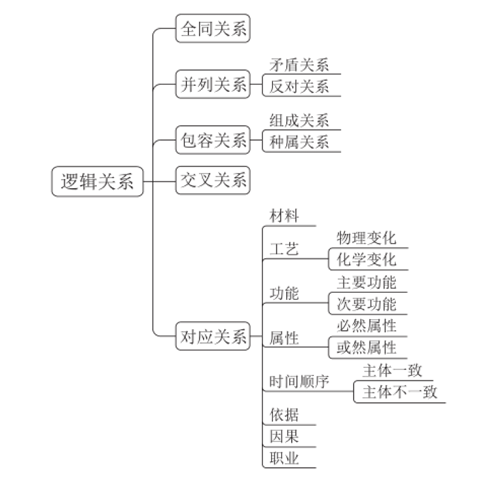 逻辑关系
全同关系
并列关系
矛盾关系
反对关系
包容关系
组成关系
种属关系
交叉关系
对应关系
材料
工艺
物理变化
化学变化
功能
主要功能
次要功能
属性
必然属性
或然属性
时间顺序
主体一致
主体不一致
依据
因果
职业